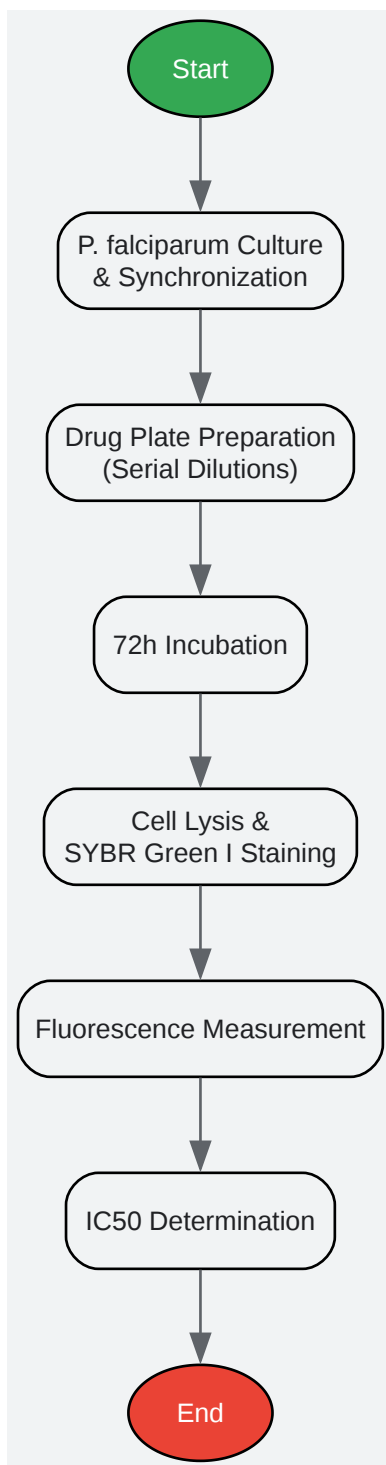 Start
P. falciparum Culture
& Synchronization
Drug Plate Preparation
(Serial Dilutions)
72h Incubation
Cell Lysis &
SYBR Green I Staining
Fluorescence Measurement
IC50 Determination
End